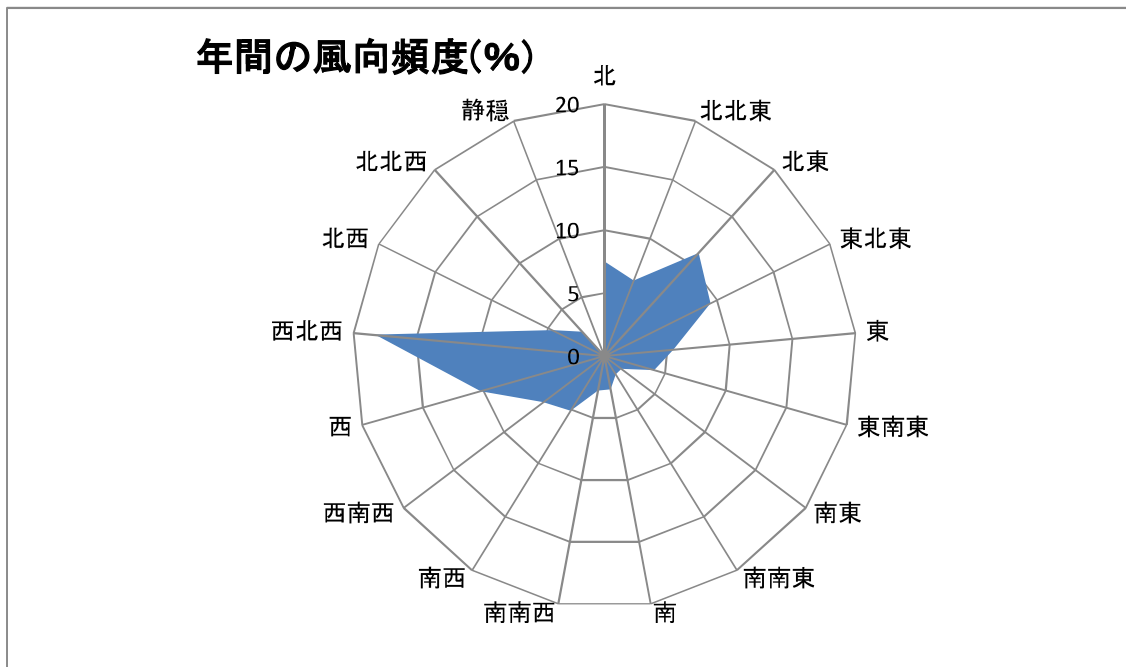 年間の風向頻度(%)
北
北北東
北東
東北東
東
東南東
南東
南南東
南
南南西
南西
西南西
西
西北西
北西
北北西
静穏
20
15
10
5
0